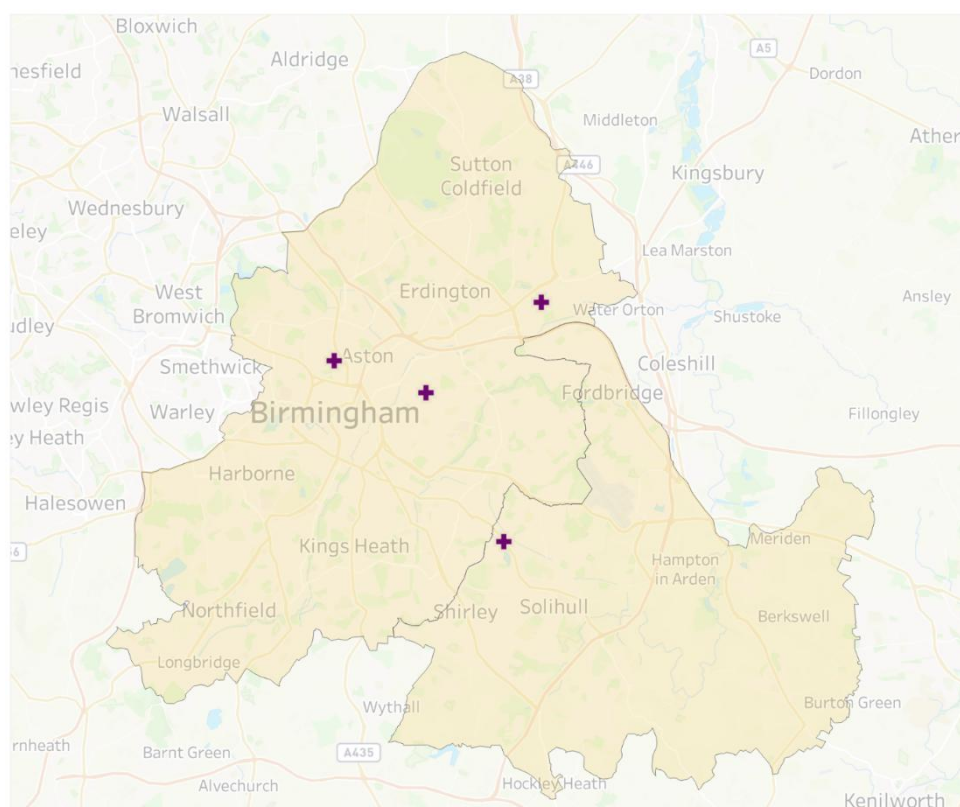 Bloxwich
Aldridge
A5
nesfield
A38
Dordon
Walsall
Middleton
Ather
Sutton
Coldfield
A446
Kingsbury
Wednesbury
eley
Lea Marston
West
Bromwich
Erdington
Ansley
udley
Water Orton
Shustoke
Smethwick
Aston
Coleshill
wley Regis
Warley
Birmingham
Fordbridge
Fillongley
ey Heath
Harborne
Halesowen
Meriden
6
Kings Heath
Hampton
in Arden
Northfield
Shirley
Solihull
Berkswell
Longbridge
Wythall
Burton Green
rnheath
Barnt Green
A435
Alvechurch
Hockley Heath
Kenilworth